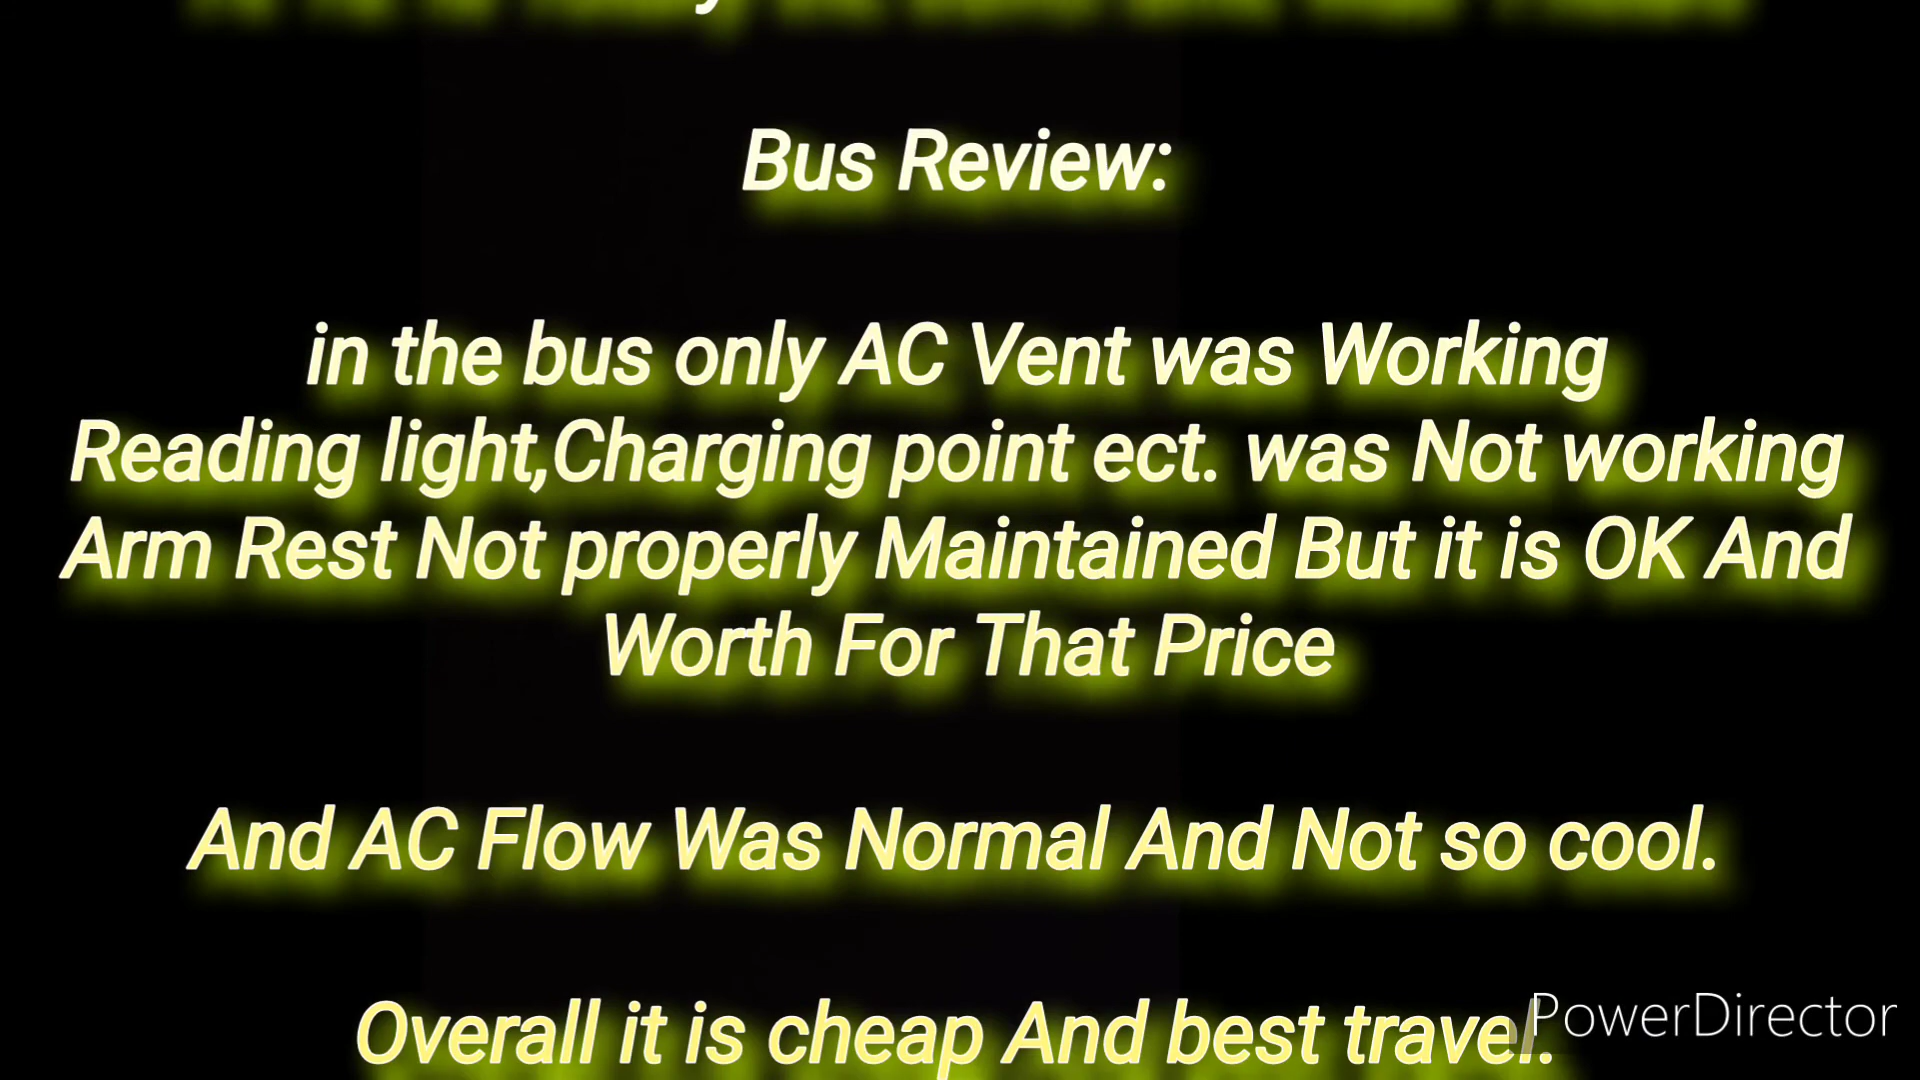 Bus Review:
in the bus only AC Vent was Working
Reading light,Charging point ect. was Not working
Arm Rest Not properly Maintained But it is OK And
Worth For That Price
And AC Flow Was Normal And Not so cool.
Overall it is cheap And best travel.
PowerDirector